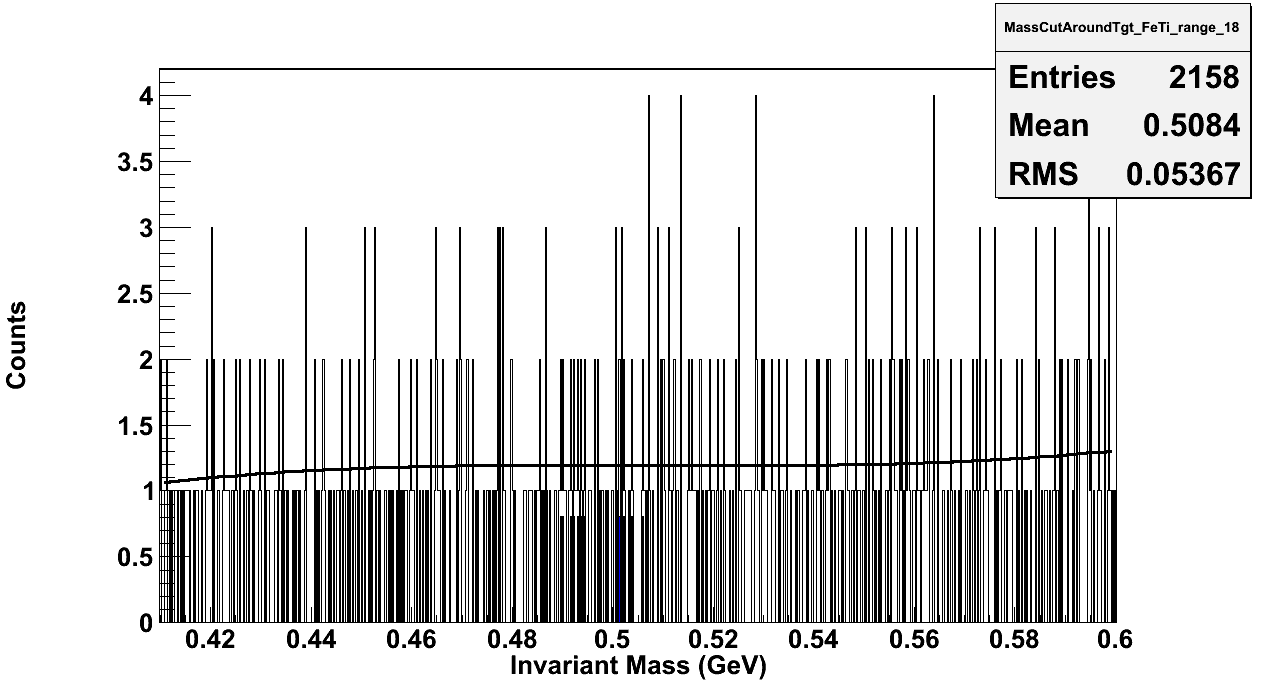 MassCutAroundTgt_FeTi_range_18
Entries 2158
Mean 0.5084
RMS 0.05367
4
3.5
3
2.5
2
1.5
1
0.5
0
Counts
0.42 0.44 0.46 0.48 0.5 0.52 0.54 0.56 0.58 0.6
Invariant Mass (GeV)